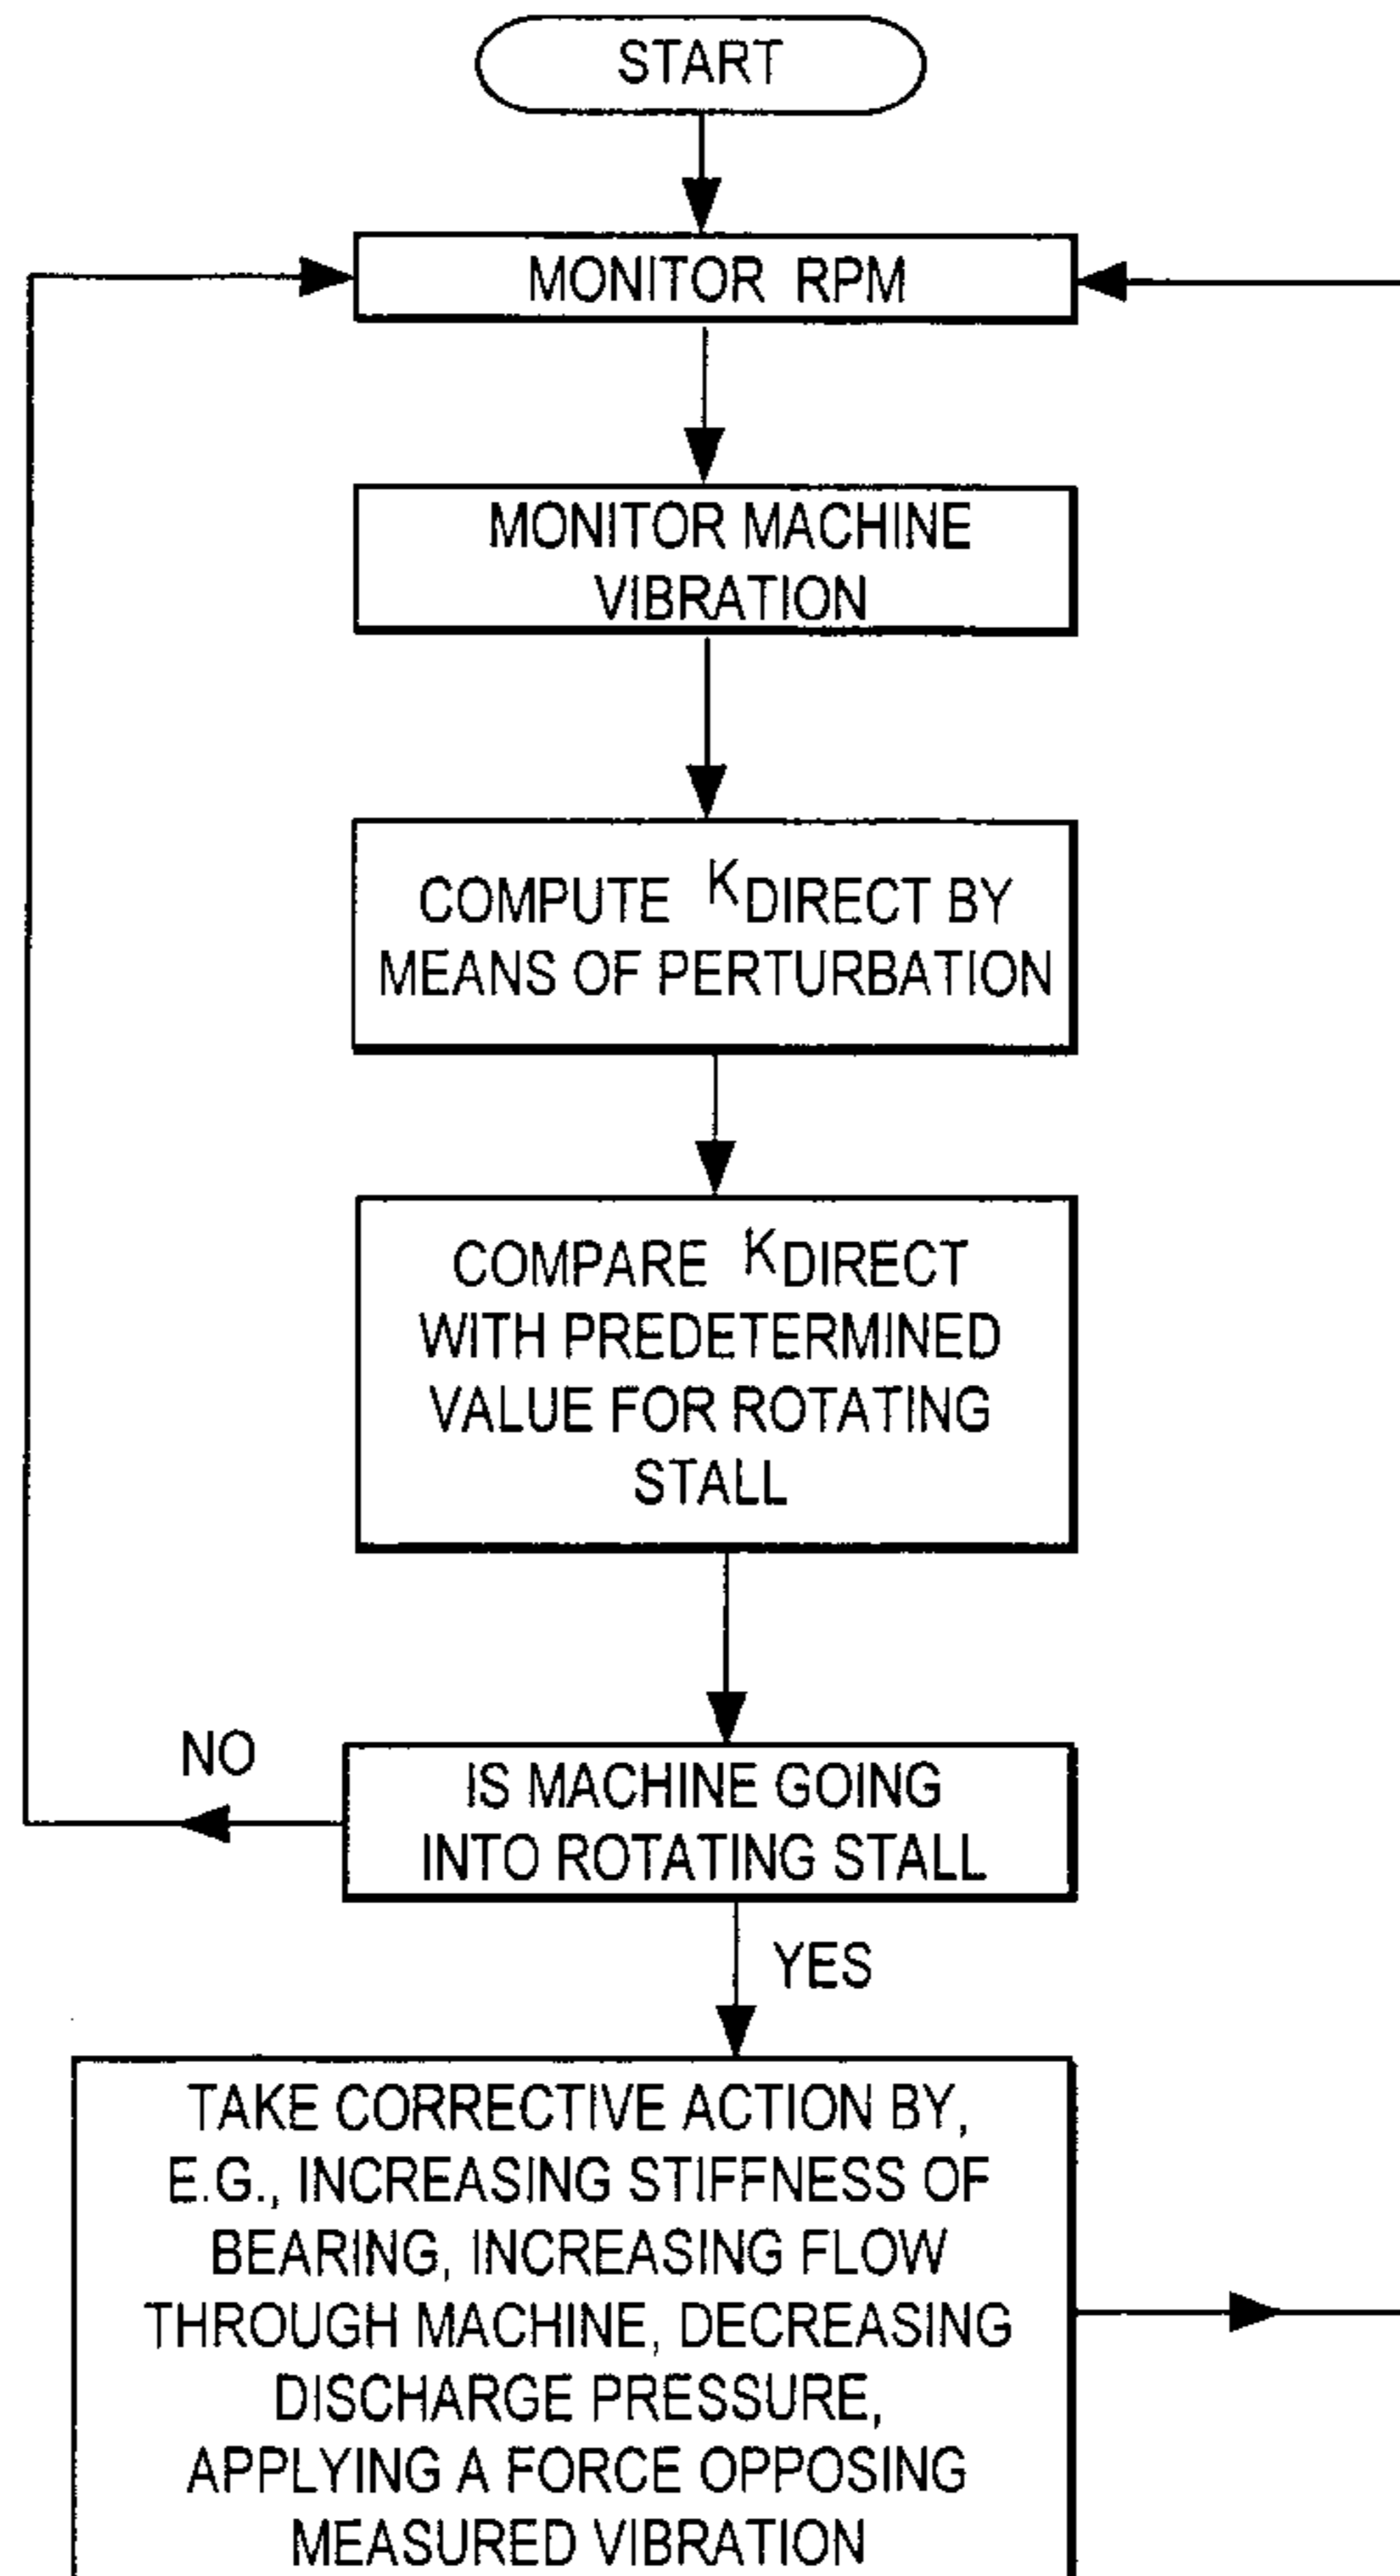 START
MONITOR RPM
MONITOR MACHINE
VIBRATION
COMPUTE KDIRECT BY
MEANS OF PERTURBATION
COMPARE KDIRECT
WITH PREDETERMINED
VALUE FOR ROTATING
STALL
NO
IS MACHINE GOING
INTO ROTATING STALL
YES
TAKE CORRECTIVE ACTION BY,
E.G., INCREASING STIFFNESS OF
BEARING, INCREASING FLOW
THROUGH MACHINE, DECREASING
DISCHARGE PRESSURE,
APPLYING A FORCE OPPOSING
MEASURED VIBRATION